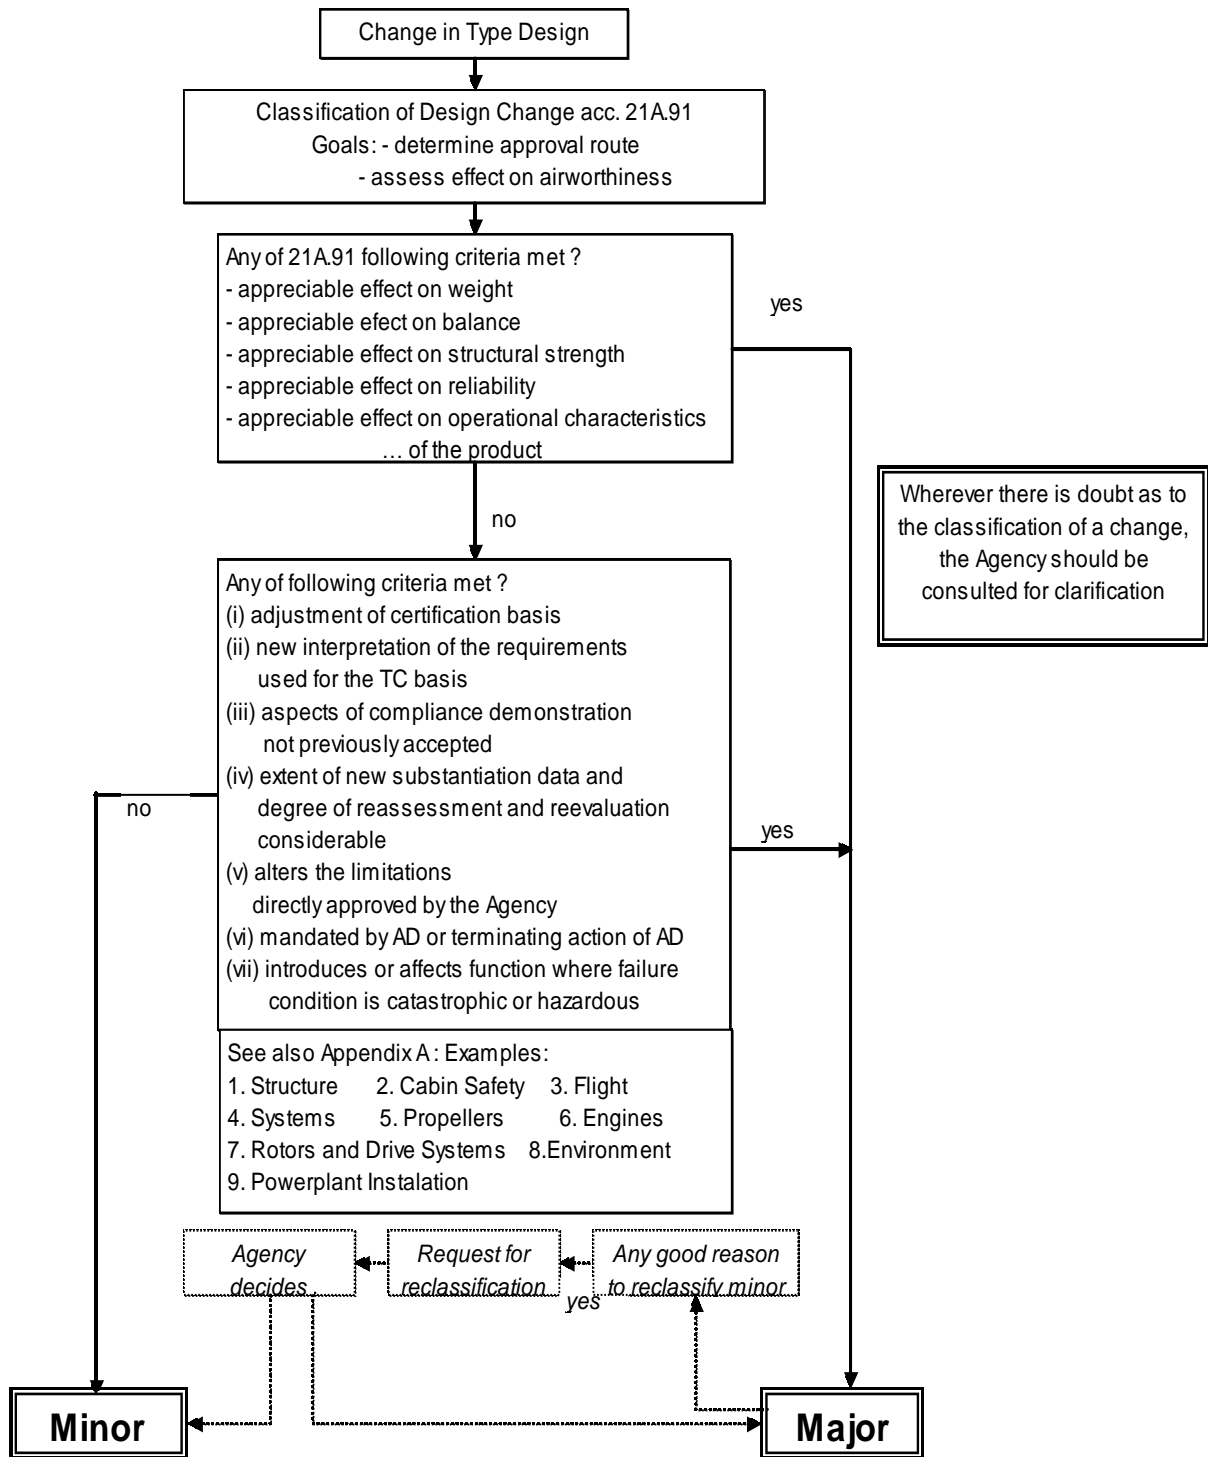 Change in Type Design
Classification of Design Change acc. 21A.91
Goals: - determine approval route
- assess effect on airworthiness
Any of 21A.91 following criteria met ?
- appreciable effect on weight
- appreciable efect on balance
- appreciable effect on structural strength
- appreciable effect on reliability
- appreciable effect on operational characteristics
... of the product
yes
Wherever there is doubt as to
the classification of a change,
the Agency should be
consulted for clarification
no
Any of following criteria met ?
(i) adjustment of certification basis
(ii) new interpretation of the requirements
used for the TC basis
(iii) aspects of compliance demonstration
not previously accepted
(iv) extent of new substantiation data and
degree of reassessment and reevaluation
considerable
(v) alters the limitations
directly approved by the Agency
(vi) mandated by AD or terminating action of AD
(vii) introduces or affects function where failure
condition is catastrophic or hazardous
no
yes
See also Appendix A : Examples:
1. Structure 2. Cabin Safety 3. Flight
4. Systems 5. Propellers 6. Engines
7. Rotors and Drive Systems 8.Environment
9. Powerplant Instalation
Agency
decides
Request for
reclassification
yes
Any good reason
to reclassify minor
Minor
Major